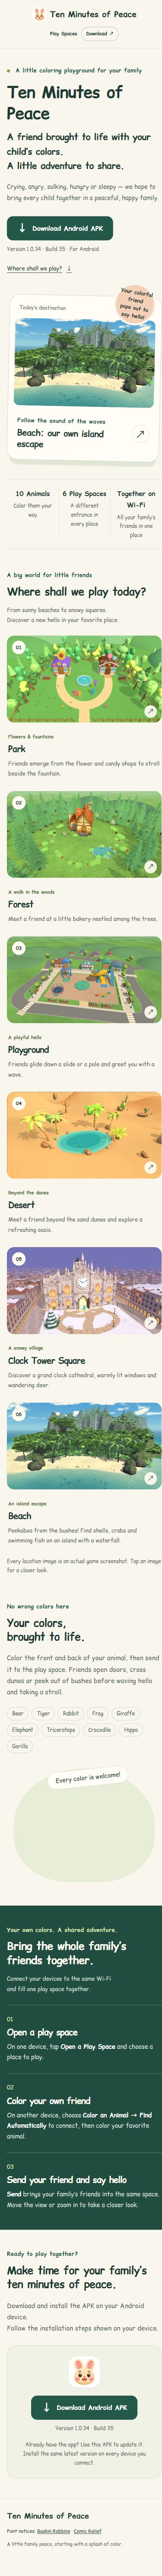 Ten Minutes of Peace
Play Spaces
Download ↗
A little coloring playground for your family
Ten Minutes of
Peace
A friend brought to life with your
child's colors.
A little adventure to share.
Crying, angry, sulking, hungry or sleepy — we hope to
bring every child together in a peaceful, happy family.
↓ Download Android APK
Version 1.0.34 · Build 35 · For Android
Where shall we play? ↓
Your colorful
friend
pops out to
say hello!
Today's destination
Follow the sound of the waves
Beach: our own island
escape
10 Animals
Color them your
way
6 Play Spaces
A different
entrance in
every place
Together on
Wi-Fi
All your family's
friends in one
place
A big world for little friends
Where shall we play today?
From sunny beaches to snowy squares.
Discover a new hello in your favorite place.
01
Flowers & fountains
Park
Friends emerge from the flower and candy shops to stroll
beside the fountain.
02
A walk in the woods
Forest
Meet a friend at a little bakery nestled among the trees.
03
A playful hello
Playground
Friends glide down a slide or a pole and greet you with a
wave.
04
Beyond the dunes
Desert
Meet a friend beyond the sand dunes and explore a
refreshing oasis.
05
A snowy village
Clock Tower Square
Discover a grand clock cathedral, warmly lit windows and
wandering deer.
06
An island escape
Beach
Peekaboo from the bushes! Find shells, crabs and
swimming fish on an island with a waterfall.
Every location image is an actual game screenshot. Tap an image
for a closer look.
No wrong colors here
Your colors,
brought to life.
Color the front and back of your animal, then send
it to the play space. Friends open doors, cross
dunes or peek out of bushes before waving hello
and taking a stroll.
Bear
Tiger
Rabbit
Frog
Giraffe
Elephant
Triceratops
Crocodile
Hippo
Gorilla
Every color is welcome!
Your own colors. A shared adventure.
Bring the whole family's
friends together.
Connect your devices to the same Wi-Fi
and fill one play space together.
01
Open a play space
On one device, tap Open a Play Space and choose a
place to play.
02
Color your own friend
On another device, choose Color an Animal → Find
Automatically to connect, then color your favorite
animal.
03
Send your friend and say hello
Send brings your family's friends into the same space.
Move the view or zoom in to take a closer look.
Ready to play together?
Make time for your family's
ten minutes of peace.
Download and install the APK on your Android
device.
Follow the installation steps shown on your device.
↓ Download Android APK
Version 1.0.34 · Build 35
Already have the app? Use this APK to update it.
Install the same latest version on every device you
connect.
Ten Minutes of Peace
Font notices: Baskin Robbins · Comic Relief
A little family peace, starting with a splash of color.